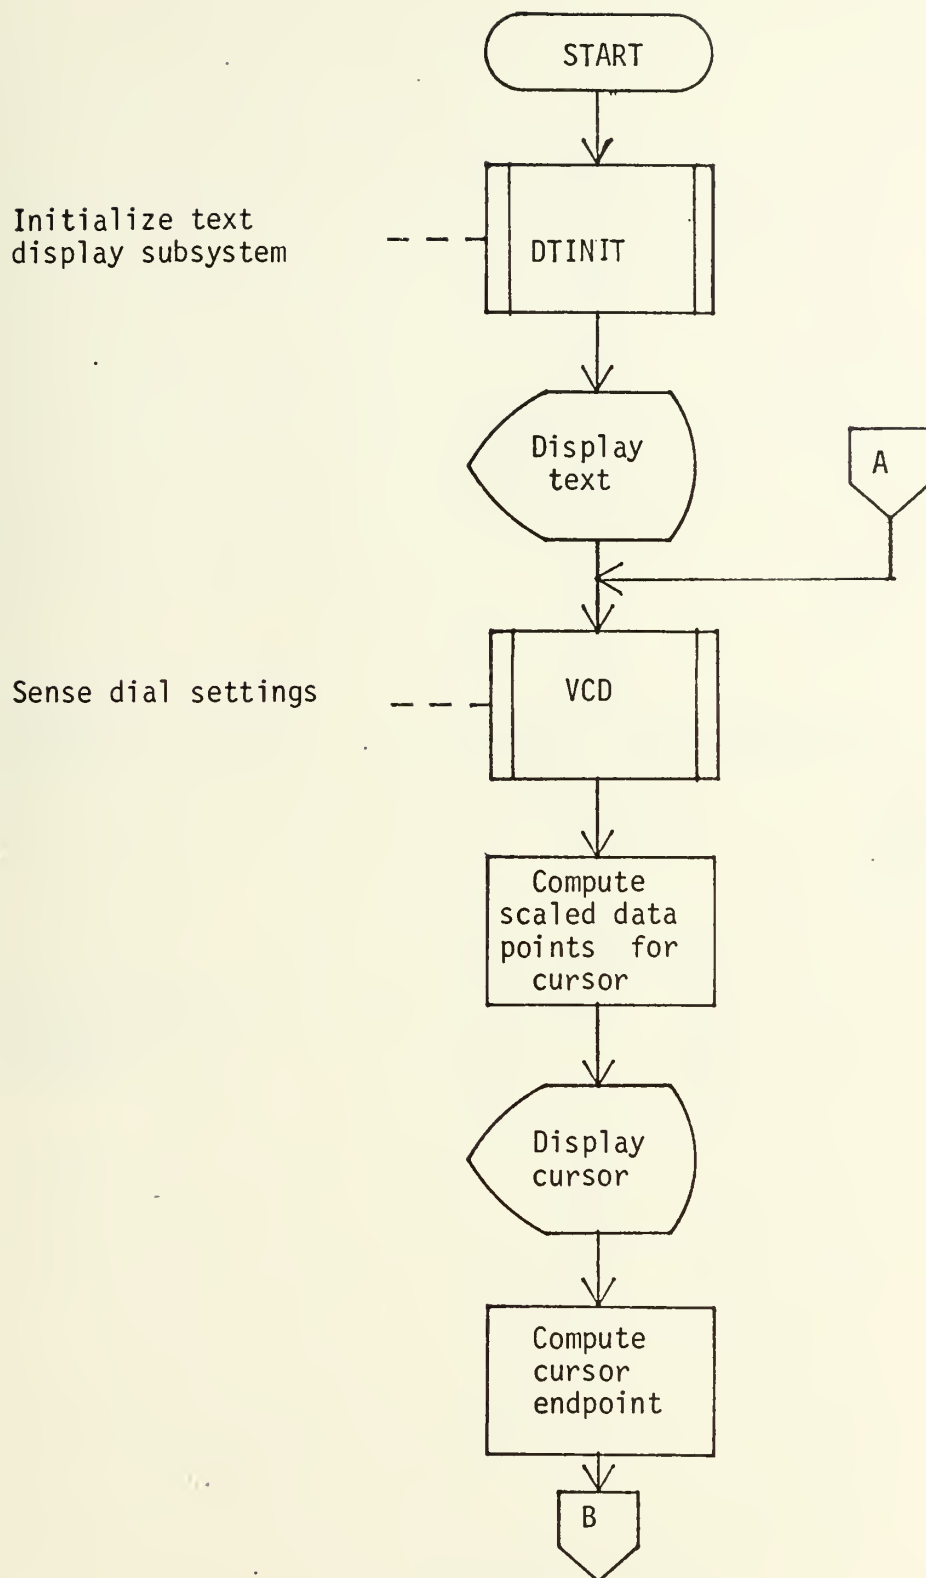 START
Initialize text
display subsystem
DTINIT
Display
text
A
Sense dial settings
VCD
Compute
scaled data
points for
cursor
Display
cursor
Compute
cursor
endpoint
B